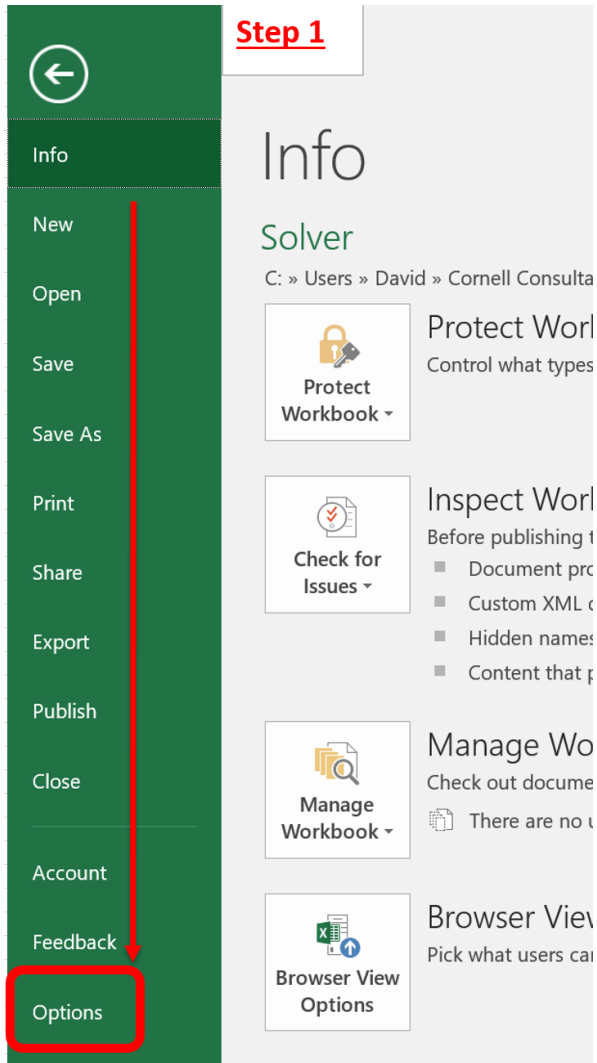 Step 1
Info
New
Open
Save
Save As
Print
Share
Export
Publish
Close
Account
Feedback
Options
Info
Solver
C: » Users » David » Cornell Consulta
Protect
Workbook
Protect Worl
Control what types
Check for
Issues
Inspect Worl
Before publishing t
Document pro
Custom XML
Hidden names
Content that p
Manage
Workbook
Manage Wo
Check out docume
There are no u
Browser View
Options
Browser View
Pick what users can